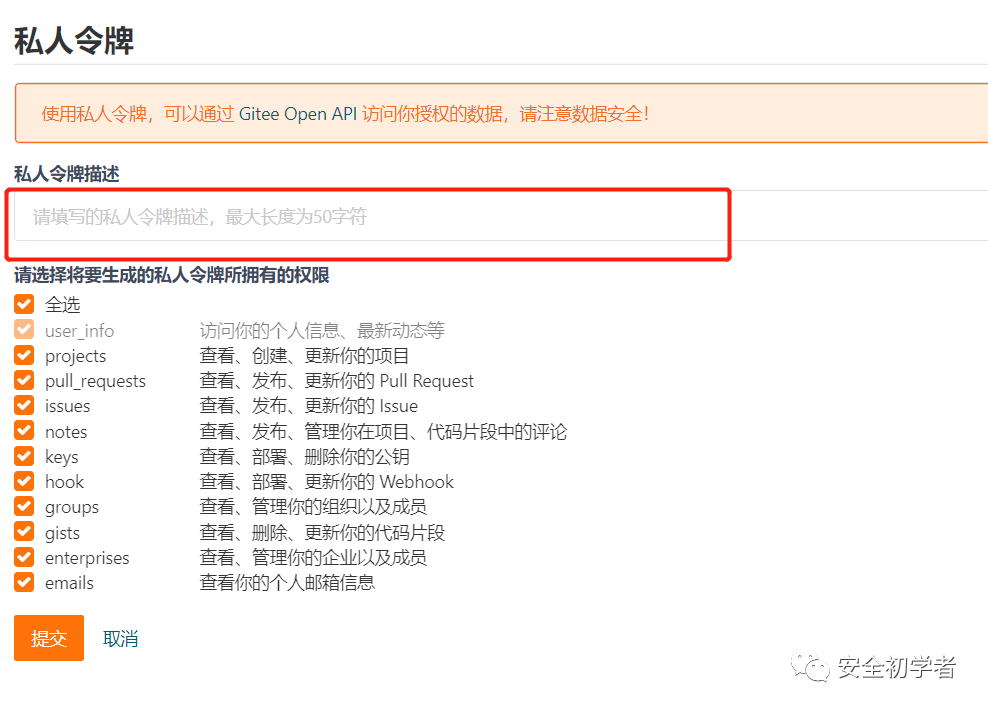 私人令牌
使用私人令牌，可以通过 Gitee Open API 访问你授权的数据，请注意数据安全！
私人令牌描述
请填写的私人令牌描述，最大长度为50字符
请选择将要生成的私人令牌所拥有的权限
全选
user_info 访问你的个人信息、最新动态等
projects 查看、创建、更新你的项目
pull_requests 查看、发布、更新你的 Pull Request
issues 查看、发布、更新你的 Issue
notes 查看、发布、管理你在项目、代码片段中的评论
keys 查看、部署、删除你的公钥
hook 查看、部署、更新你的 Webhook
groups 查看、管理你的组织以及成员
gists 查看、删除、更新你的代码片段
enterprises 查看、管理你的企业以及成员
emails 查看你的个人邮箱信息
提交 取消
安全初学者